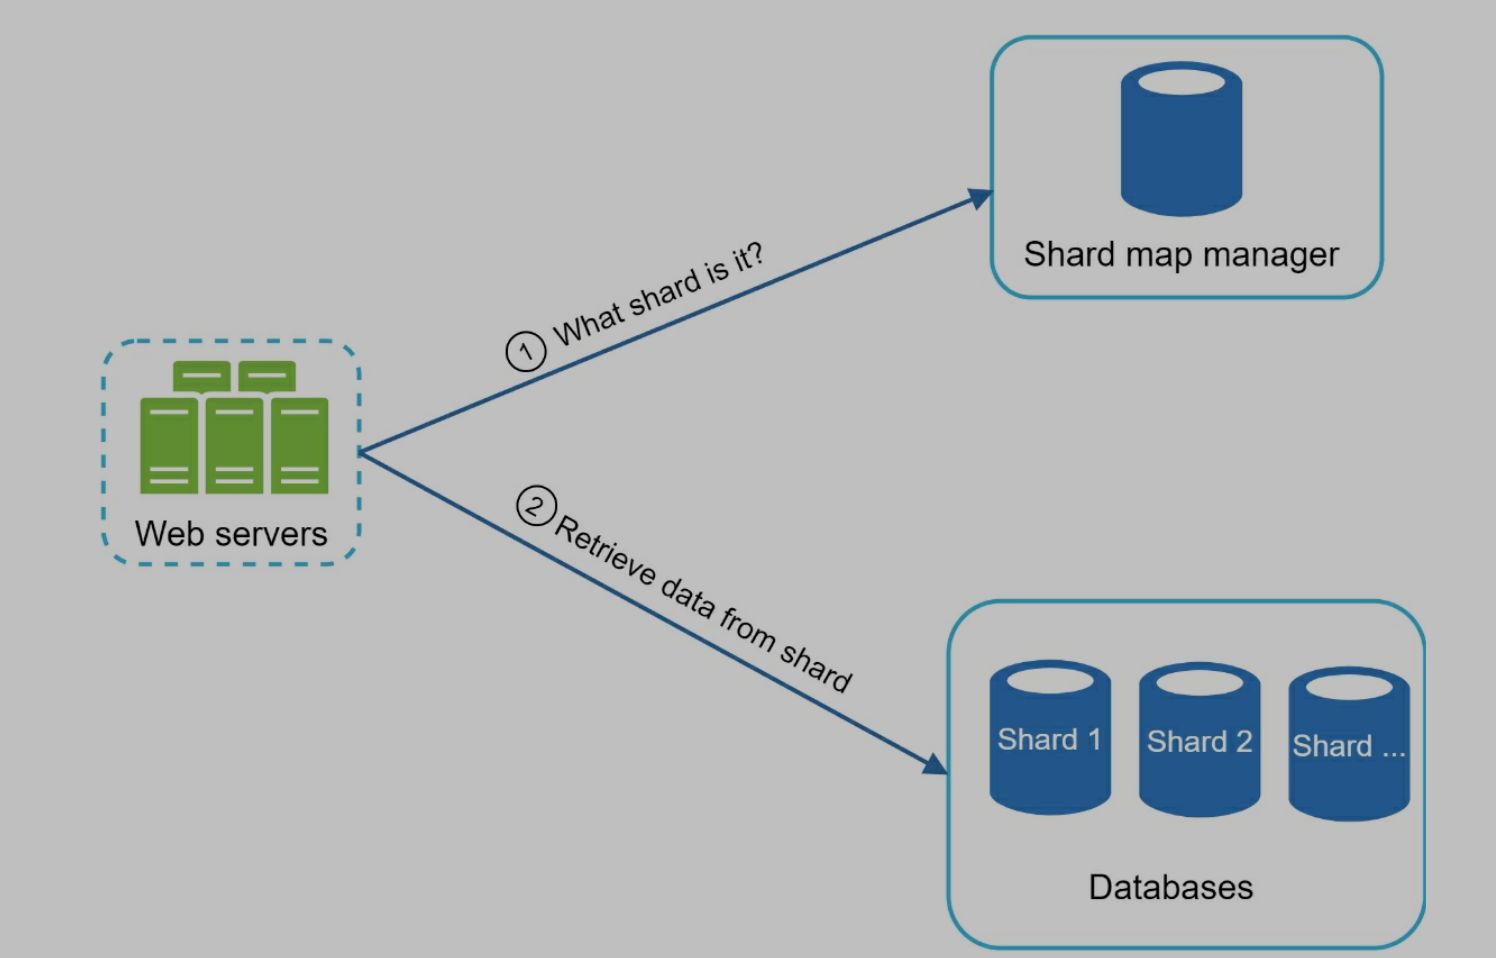 Shard map manager
① What shard is it?
Web servers
② Retrieve data from shard
Shard 1
Shard 2
Shard ...
Databases